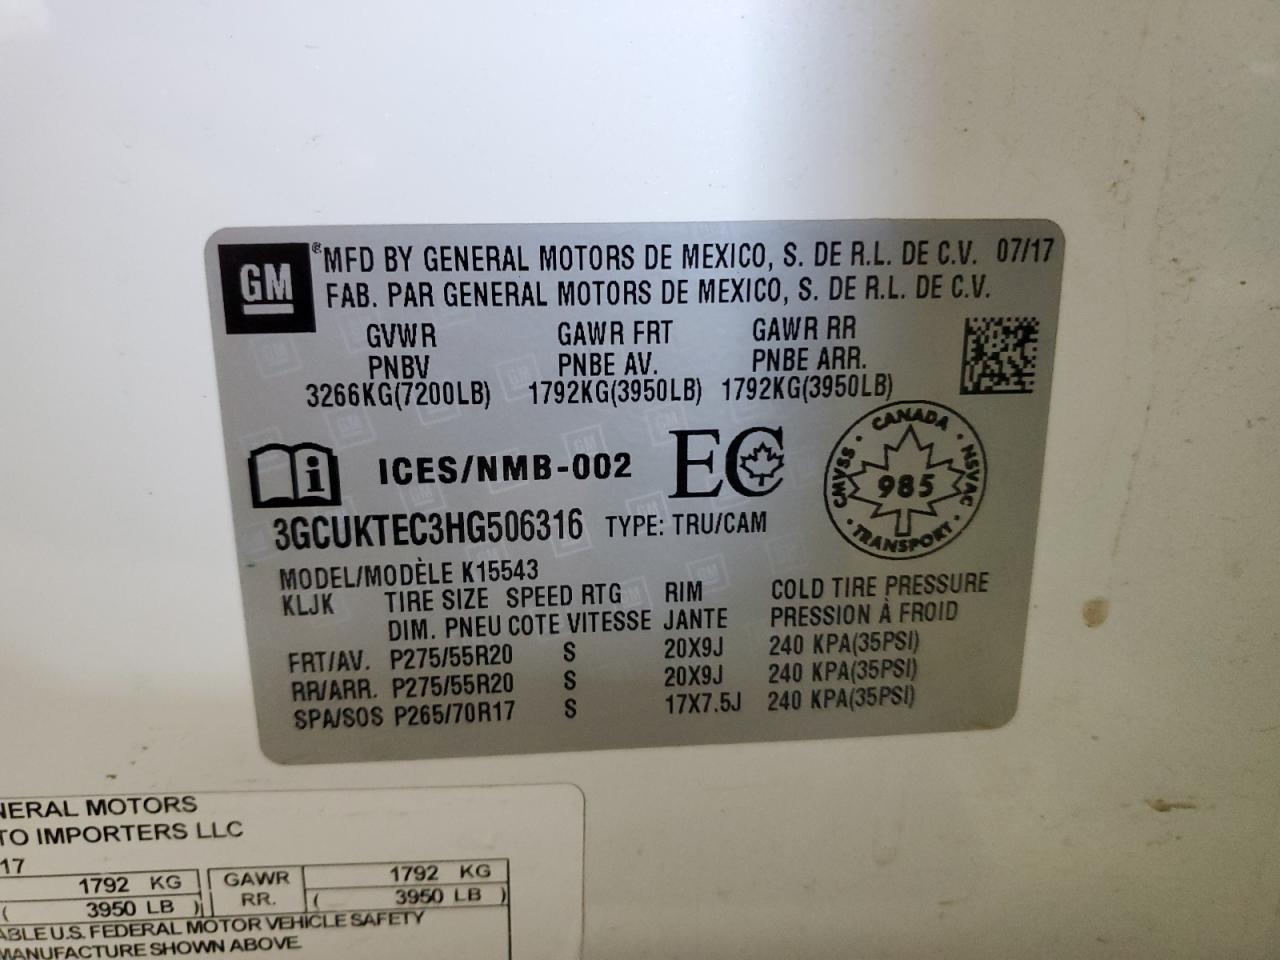 GM ® MFD BY GENERAL MOTORS DE MEXICO, S. DE R.L. DE C.V. 07/17
FAB. PAR GENERAL MOTORS DE MEXICO, S. DE R.L. DE C.V.
GVWR GAWR FRT GAWR RR
PNBV PNBE AV. PNBE ARR.
3266KG(7200LB) 1792KG(3950LB) 1792KG(3950LB)
i ICES/NMB-002 EC
CANADA
CMVSS 985 NSVAC
TRANSPORT
3GCUKTEC3HG506316 TYPE: TRU/CAM
MODEL/MODÈLE K15543
KLJK TIRE SIZE SPEED RTG RIM COLD TIRE PRESSURE
DIM. PNEU COTE VITESSE JANTE PRESSION À FROID
FRT/AV. P275/55R20 S 20X9J 240 KPA(35PSI)
RR/ARR. P275/55R20 S 20X9J 240 KPA(35PSI)
SPA/SOS P265/70R17 S 17X7.5J 240 KPA(35PSI)
NERAL MOTORS
TO IMPORTERS LLC
17
1792 KG GAWR 1792 KG
( 3950 LB ) RR. ( 3950 LB )
ABLE U.S. FEDERAL MOTOR VEHICLE SAFETY
MANUFACTURE SHOWN ABOVE.